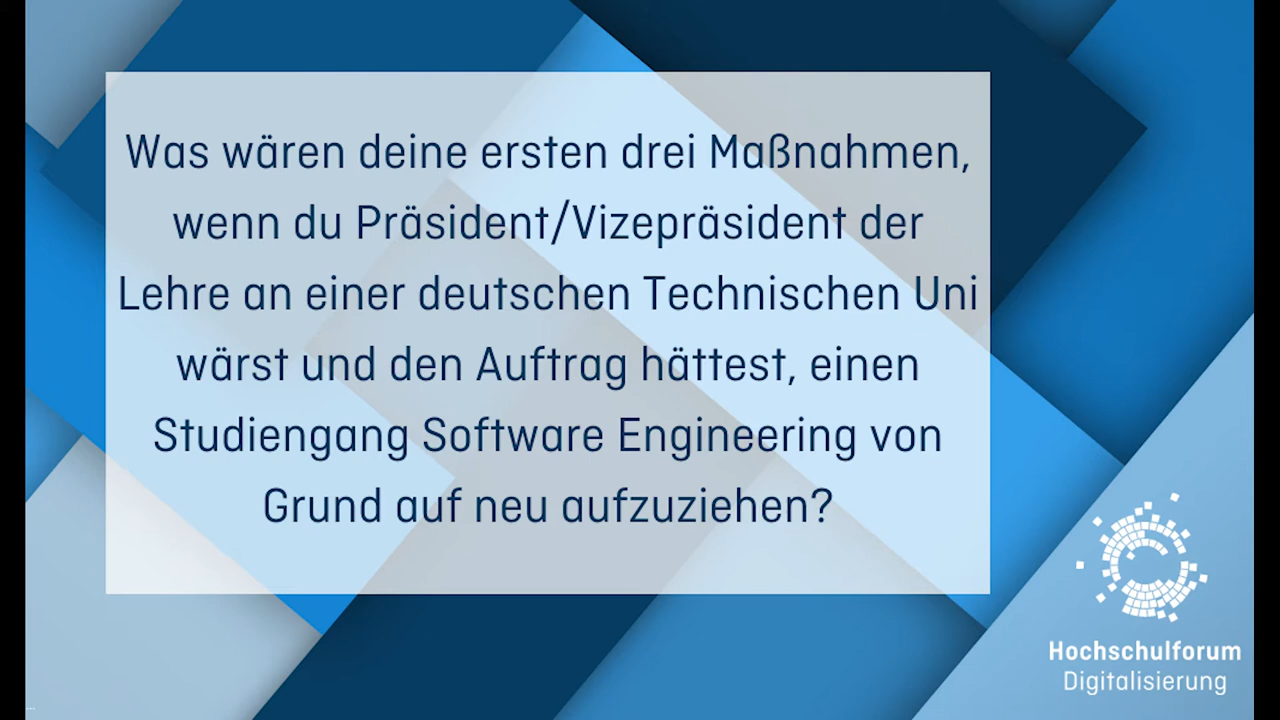 Was wären deine ersten drei Maßnahmen,
wenn du Präsident/Vizepräsident der
Lehre an einer deutschen Technischen Uni
wärst und den Auftrag hättest, einen
Studiengang Software Engineering von
Grund auf neu aufzuziehen?
Hochschulforum
Digitalisierung